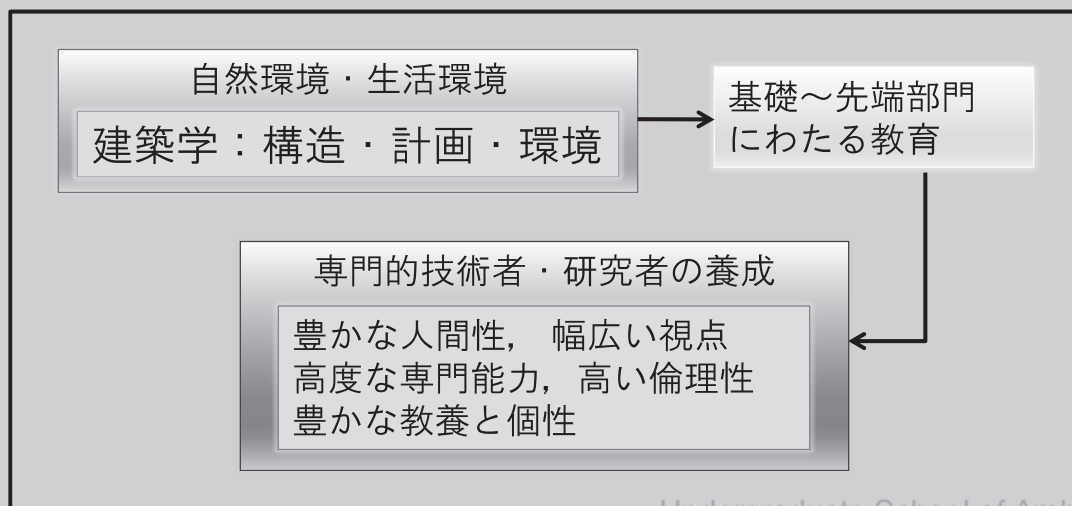 自然環境・生活環境
建築学：構造・計画・環境
基礎～先端部門
にわたる教育
専門的技術者・研究者の養成
豊かな人間性， 幅広い視点
高度な専門能力，高い倫理性
豊かな教養と個性